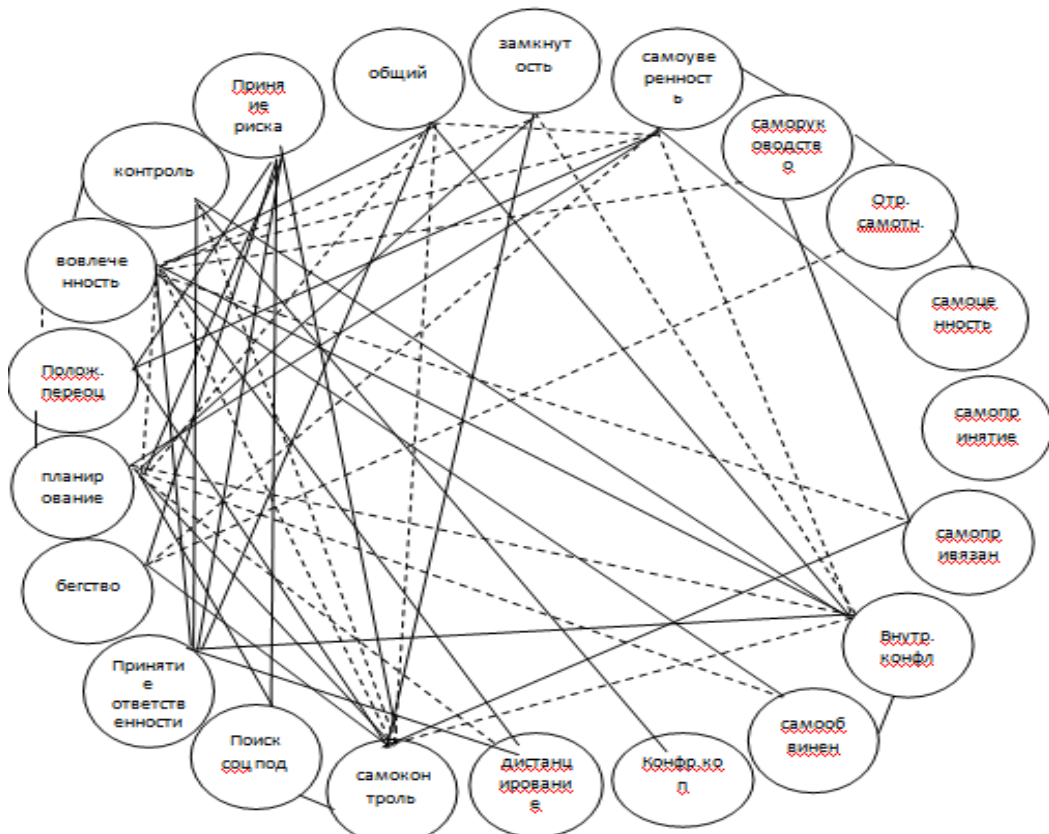 замкнут
ость
самоуве
ренност
ь
общий
Приня
ие
риска
саморук
оводств
о
контроль
Отр.
самотн.
вовлече
нность
самоце
нность
Полож.
переоц
самопр
инятие
планир
ование
самопр
ивязан
бегство
Внутр.
конфл
Приняти
е
ответств
енности
самооб
винен
Поиск
соц под
самокон
троль
дистанц
ировани
е
Конфр.ко
п